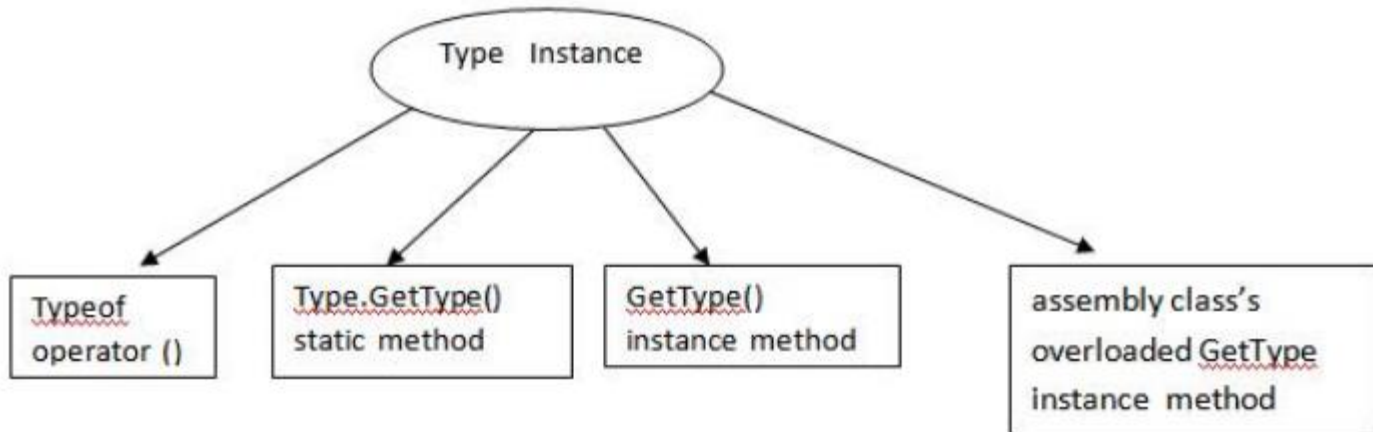 Type Instance
Typeof
operator ()
Type.GetType()
static method
GetType()
instance method
assembly class's
overloaded GetType
instance method